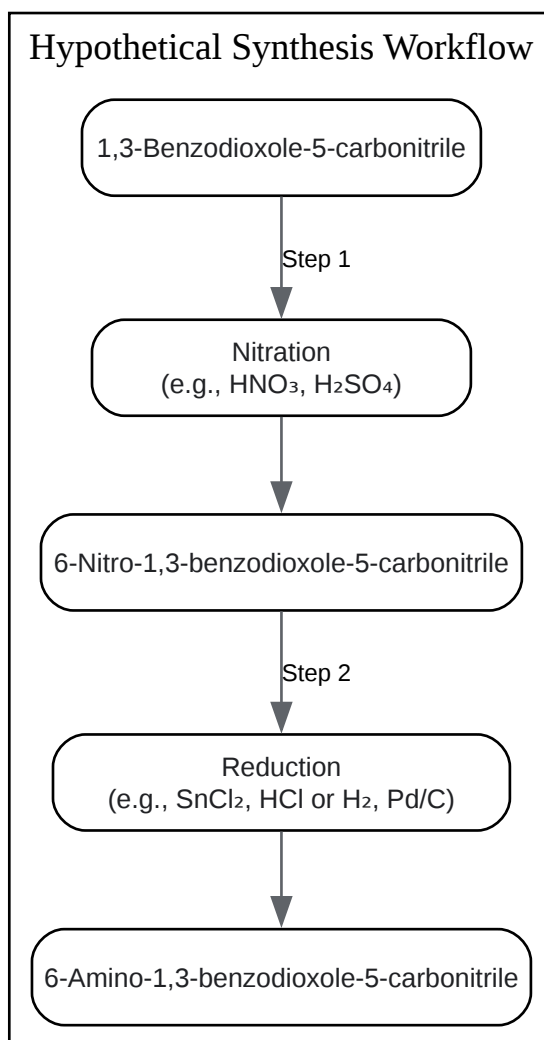 Hypothetical Synthesis Workflow
1,3-Benzodioxole-5-carbonitrile
Step 1
Nitration
(e.g., HNO₃, H₂SO₄)
6-Nitro-1,3-benzodioxole-5-carbonitrile
Step 2
Reduction
(e.g., SnCl₂, HCl or H₂, Pd/C)
6-Amino-1,3-benzodioxole-5-carbonitrile